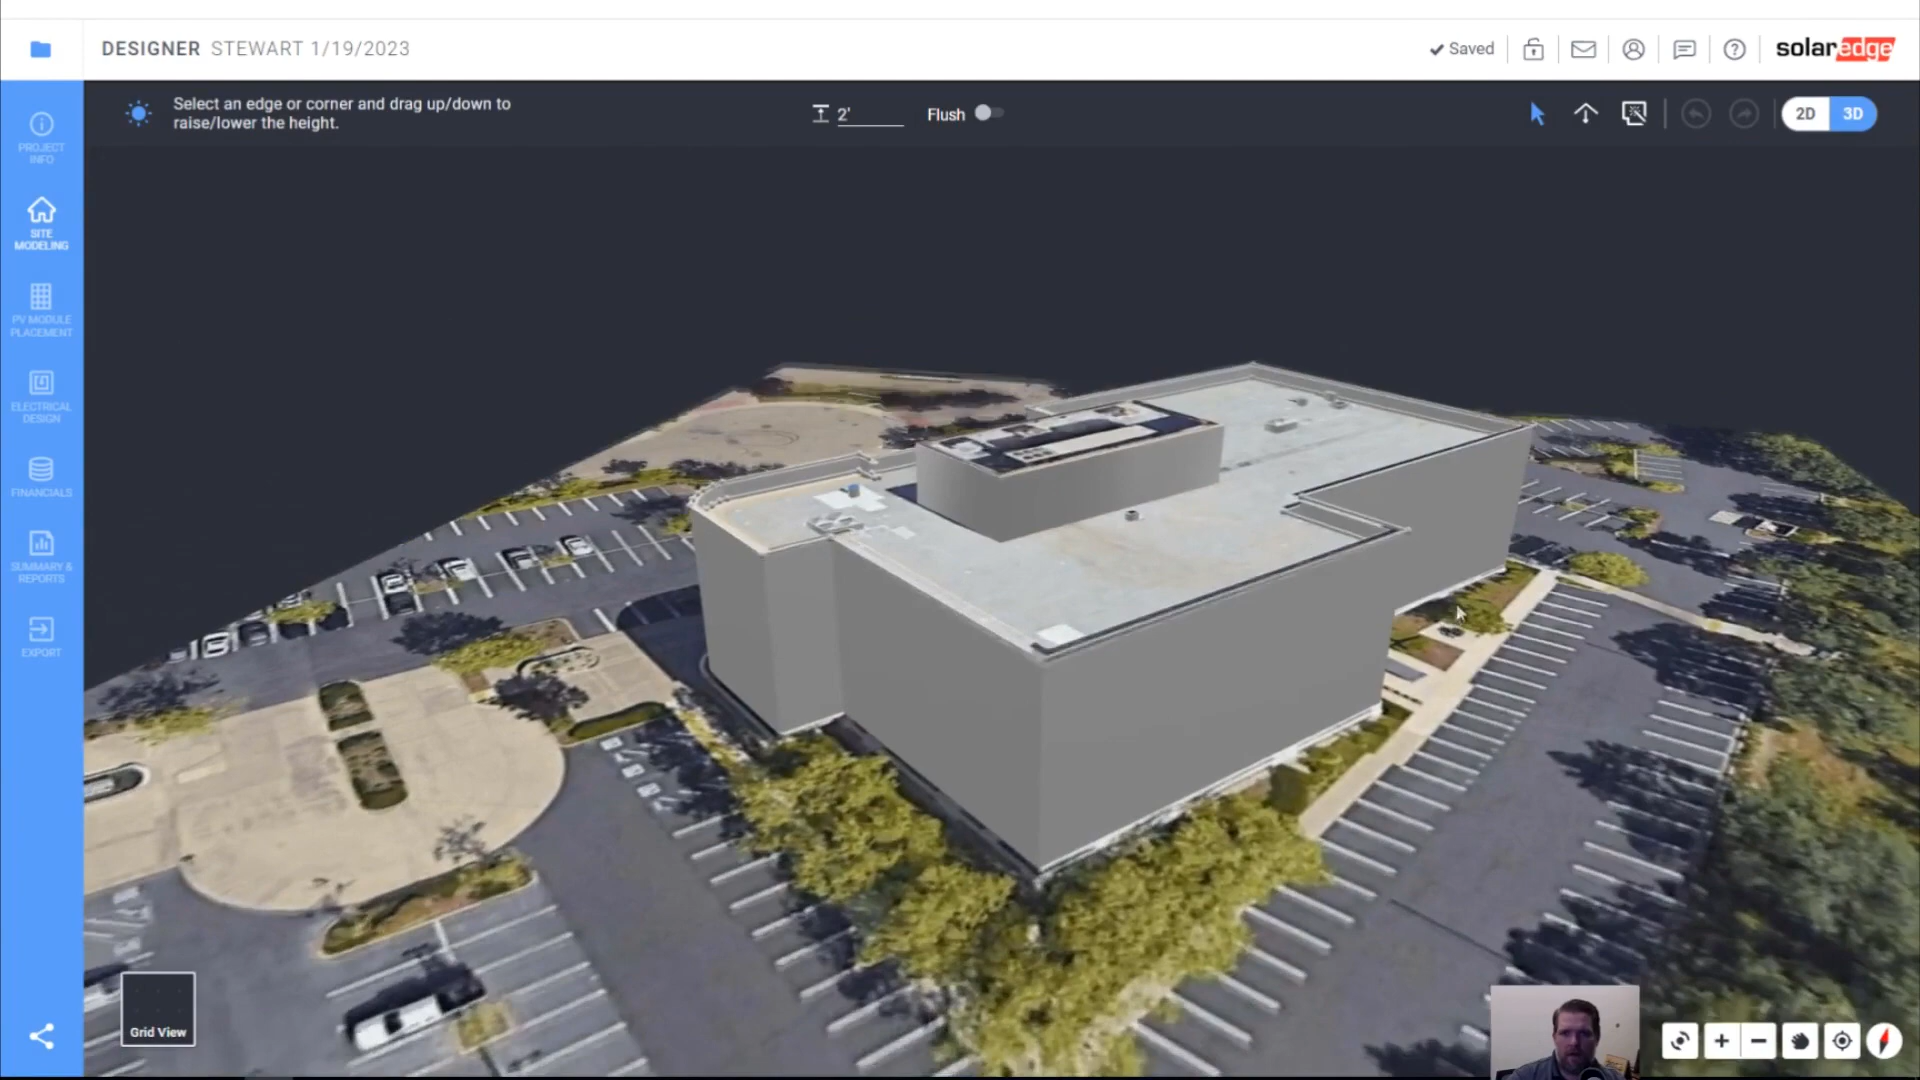 DESIGNER STEWART 1/19/2023
Saved
solaredge
Select an edge or corner and drag up/down to
raise/lower the height.
2'
Flush
2D
3D
PROJECT
INFO
SITE
MODELING
PV MODULE
PLACEMENT
ELECTRICAL
DESIGN
FINANCIALS
SUMMARY &
REPORTS
EXPORT
Grid View